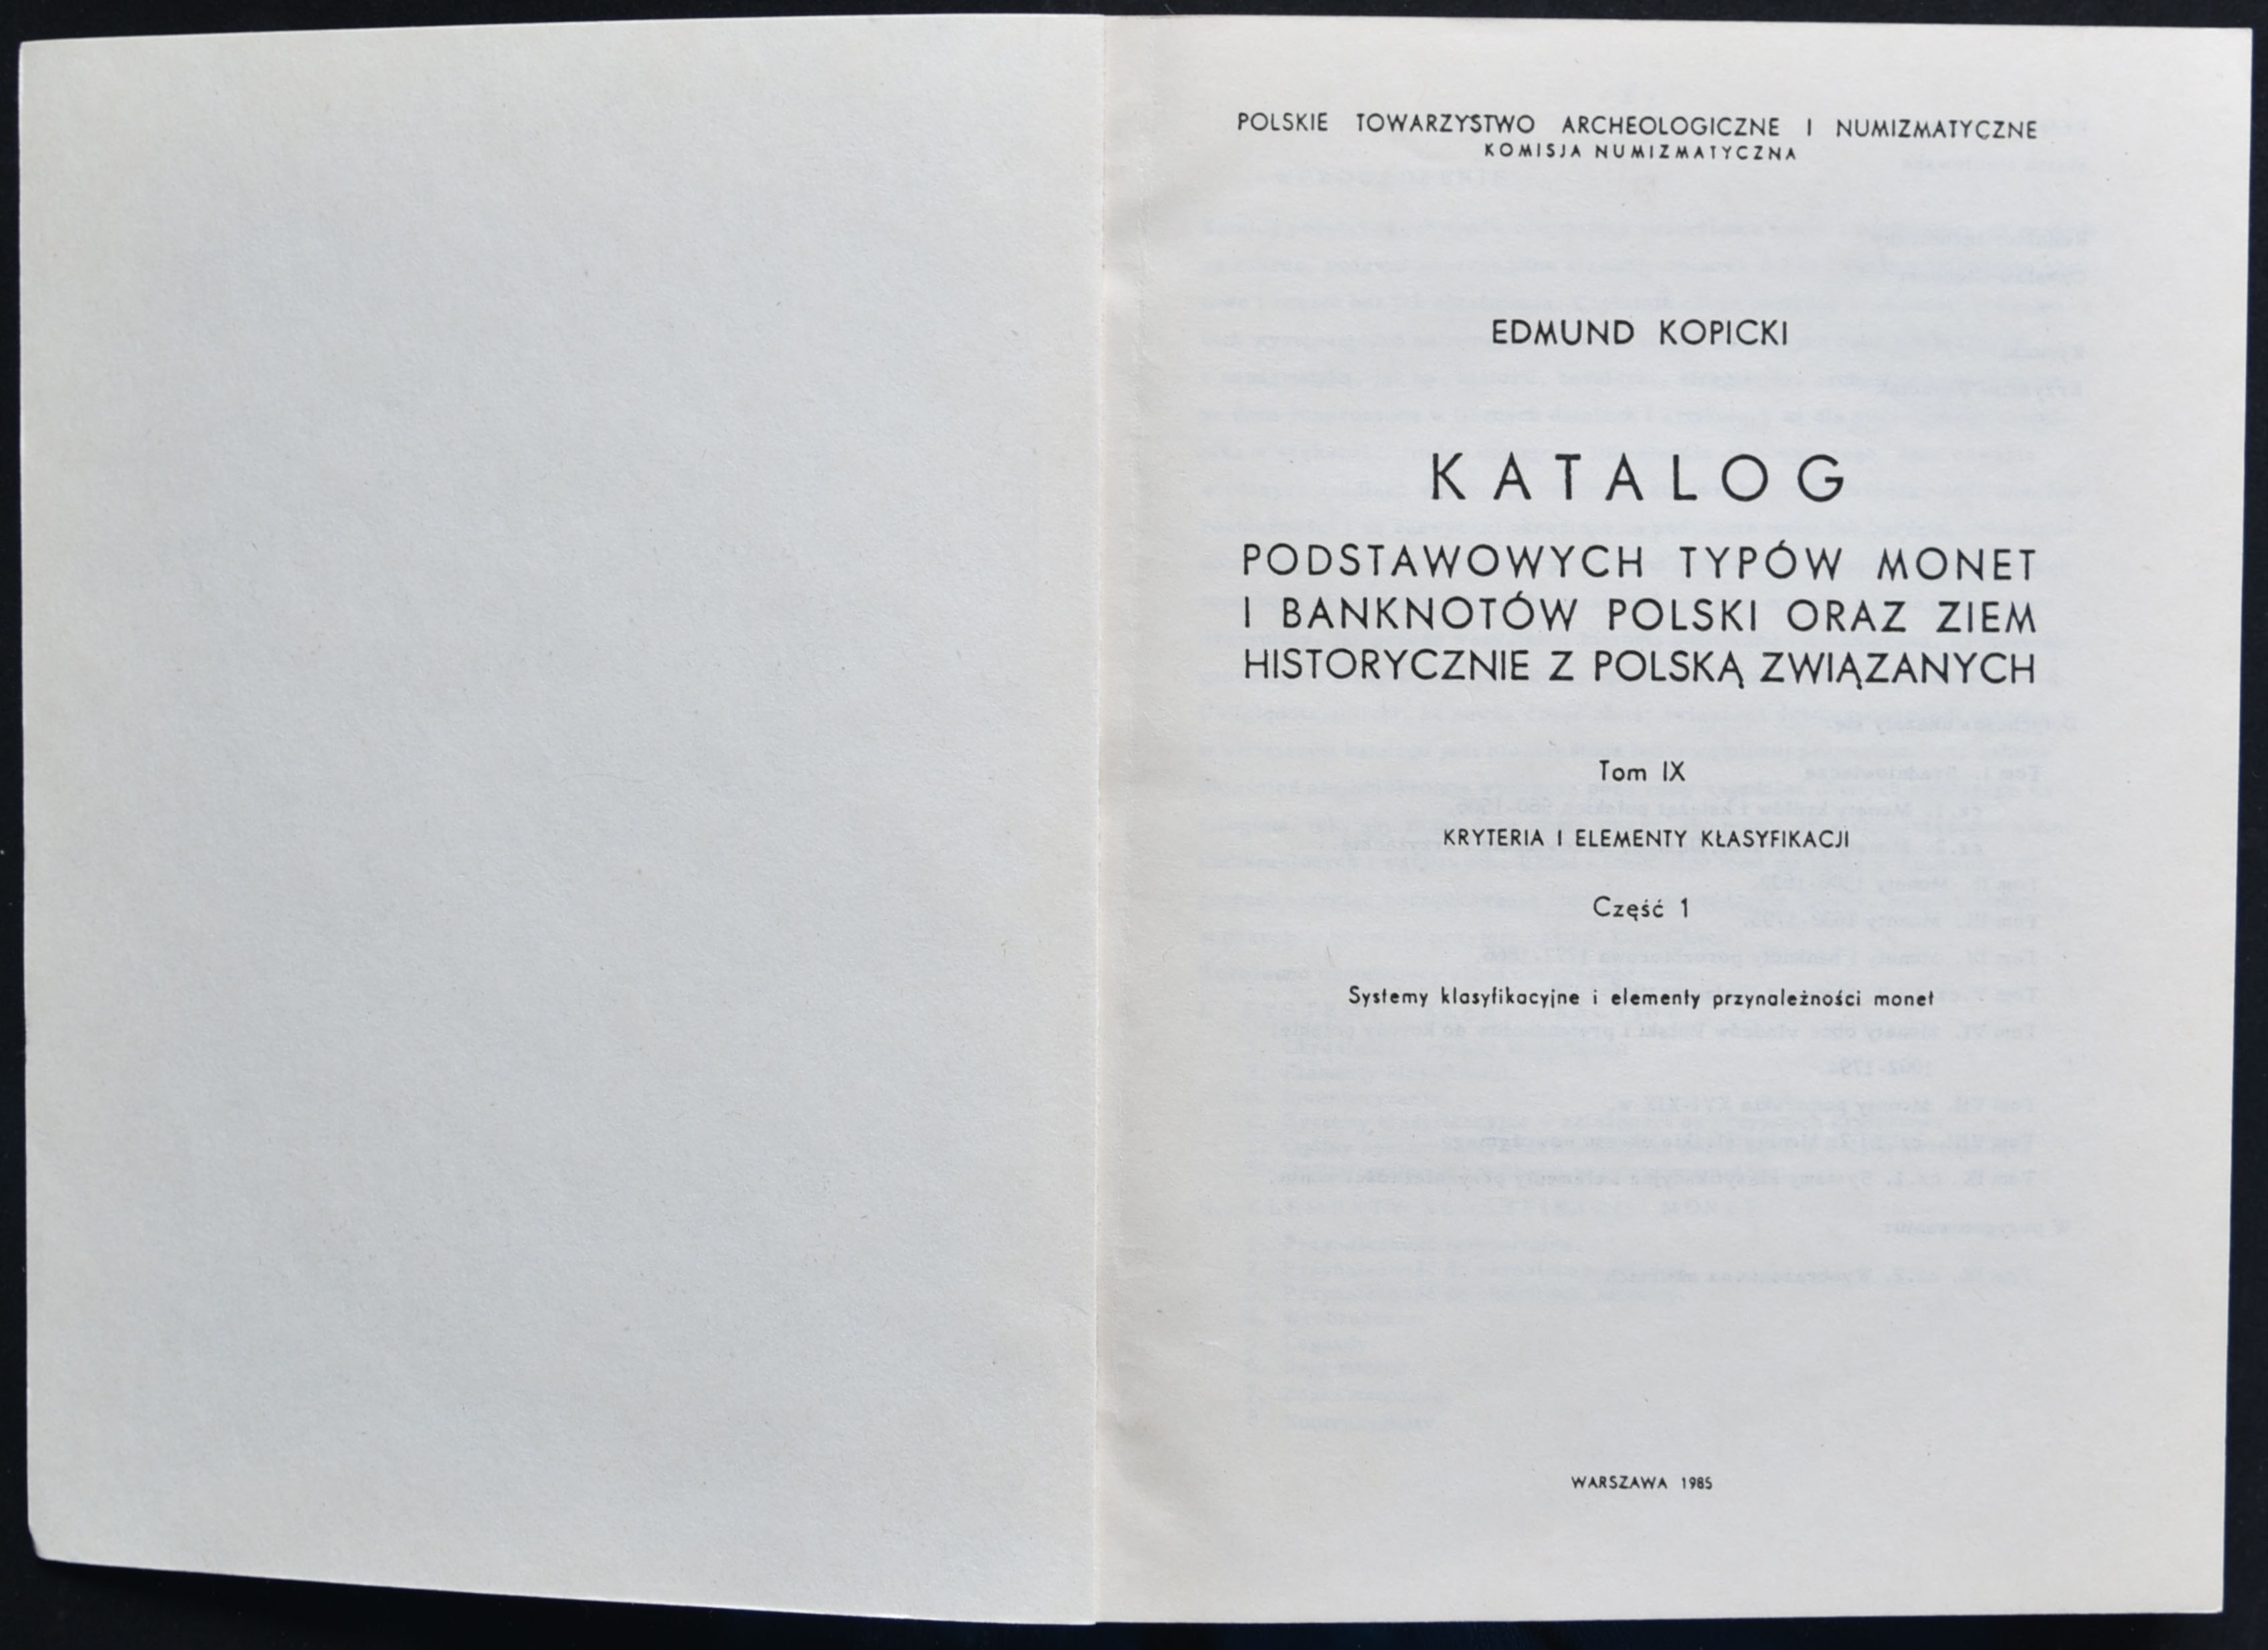 POLSKIE TOWARZYSTWO ARCHEOLOGICZNE I NUMIZMATYCZNE
KOMISJA NUMIZMATYCZNA
EDMUND KOPICKI
KATALOG
PODSTAWOWYCH TYPÓW MONET
I BANKNOTÓW POLSKI ORAZ ZIEM
HISTORYCZNIE Z POLSKĄ ZWIĄZANYCH
Tom IX
KRYTERIA I ELEMENTY KŁASYFIKACJI
Część 1
Systemy klasyfikacyjne i elementy przynależności monet
WARSZAWA 1985